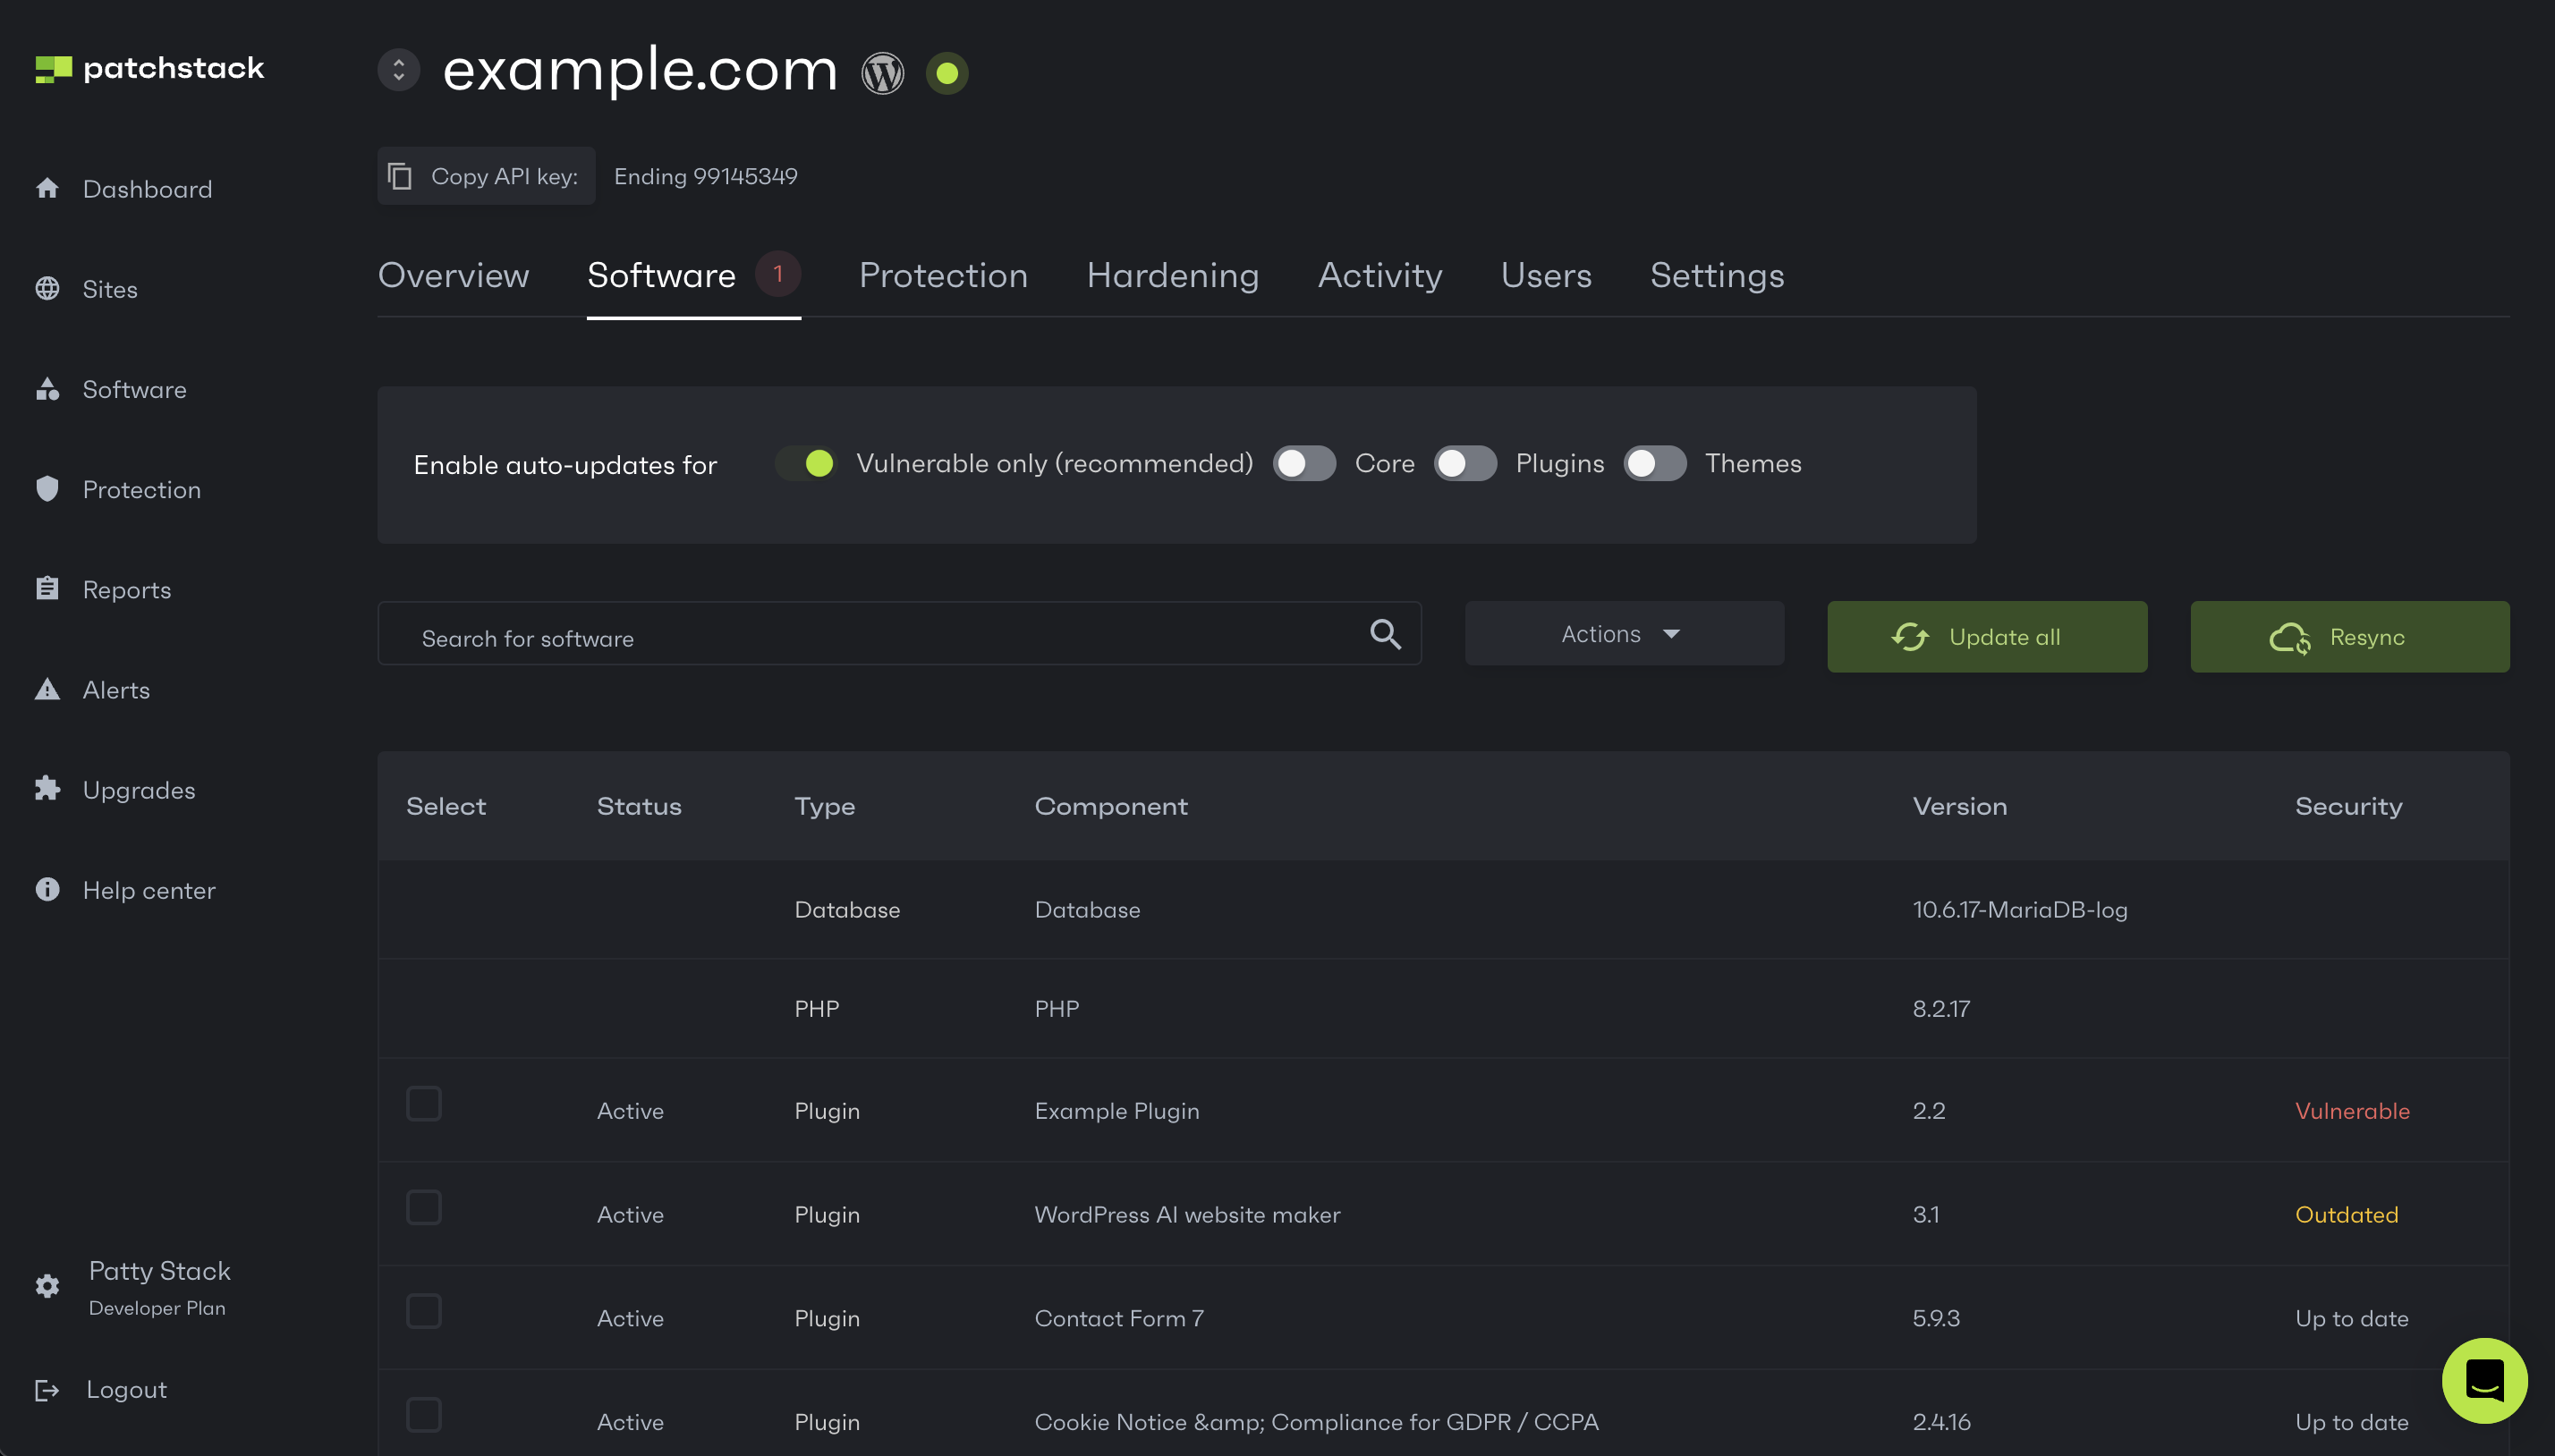 patchstack
example.com
Copy API key: Ending 99145349
Dashboard
Sites
Software
Protection
Reports
Alerts
Upgrades
Help center
Patty Stack
Developer Plan
Logout
Overview Software 1 Protection Hardening Activity Users Settings
Enable auto-updates for Vulnerable only (recommended) Core Plugins Themes
Search for software Actions Update all Resync
Select Status Type Component Version Security
Database Database 10.6.17-MariaDB-log
PHP PHP 8.2.17
Active Plugin Example Plugin 2.2 Vulnerable
Active Plugin WordPress AI website maker 3.1 Outdated
Active Plugin Contact Form 7 5.9.3 Up to date
Active Plugin Cookie Notice &amp; Compliance for GDPR / CCPA 2.4.16 Up to date